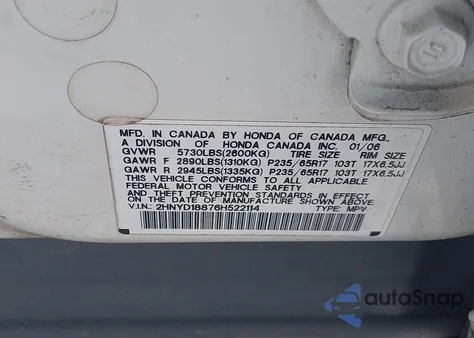 MFD. IN CANADA BY HONDA OF CANADA MFG.,
A DIVISION OF HONDA CANADA INC. 01/06
GVWR 5730LBS(2600KG) TIRE SIZE RIM SIZE
GAWR F 2890LBS(1310KG) P235/65R17 103T 17X6.5JJ
GAWR R 2945LBS(1335KG) P235/65R17 103T 17X6.5JJ
THIS VEHICLE CONFORMS TO ALL APPLICABLE
FEDERAL MOTOR VEHICLE SAFETY
AND THEFT PREVENTION STANDARDS IN EFFECT
ON THE DATE OF MANUFACTURE SHOWN ABOVE.
V.I.N.: 2HNYD18876H522114 TYPE: MPV
autoSnap